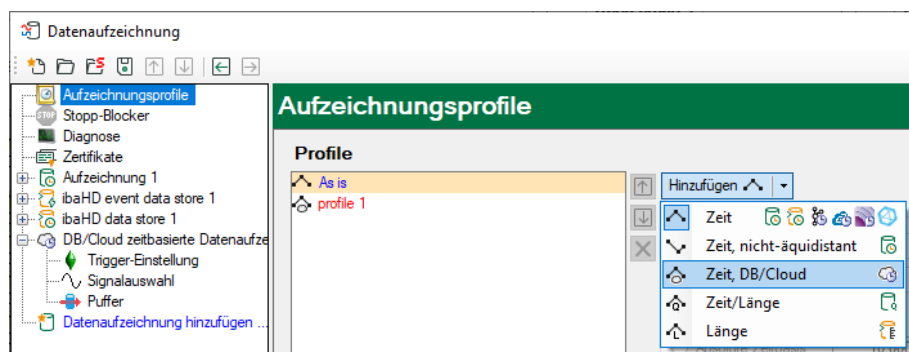 Datenaufzeichnung
Aufzeichnungsprofile
Stopp-Blocker
Diagnose
Zertifikate
Aufzeichnung 1
ibaHD event data store 1
ibaHD data store 1
DB/Cloud zeitbasierte Datenaufze
Trigger-Einstellung
Signalauswahl
Puffer
Datenaufzeichnung hinzufügen ...
Aufzeichnungsprofile
Profile
As is
profile 1
Hinzufügen
Zeit
Zeit, nicht-äquidistant
Zeit, DB/Cloud
Zeit/Länge
Länge